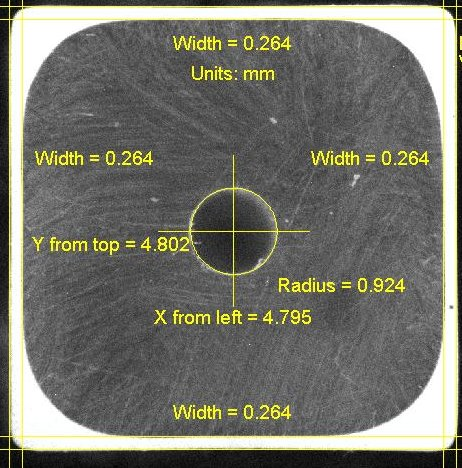 Width = 0.264
Units: mm
Width = 0.264
Width = 0.264
Y from top = 4.802
Radius = 0.924
X from left = 4.795
Width = 0.264